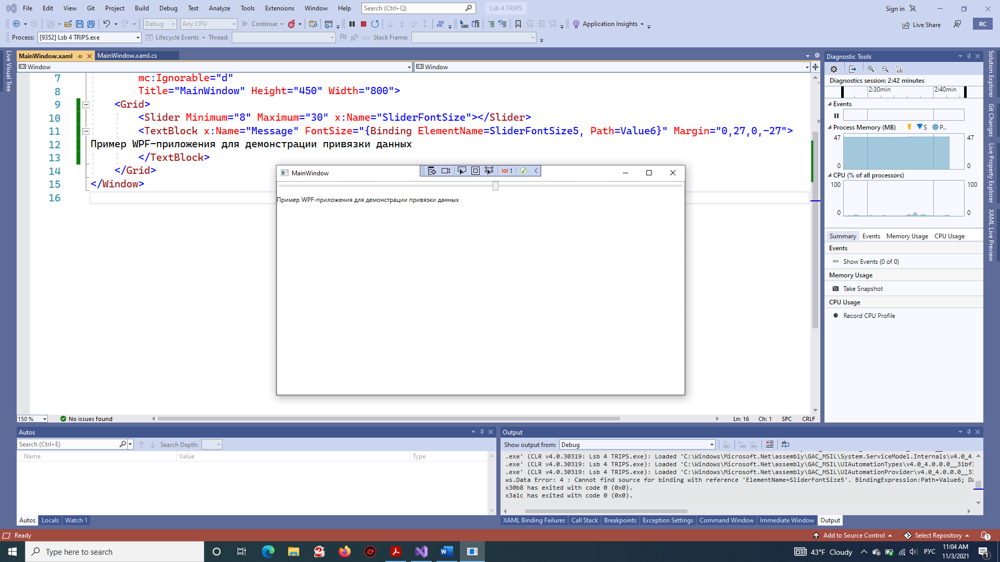 File Edit View Git Project Build Debug Test Analyze Tools Extensions Window Help Search (Ctrl+Q) Lsb 4 TRIPS Sign in
Debug Any CPU Continue Application Insights Live Share RC
Process: [9352] Lsb 4 TRIPS.exe Lifecycle Events Thread: Stack Frame:
Live Visual Tree
MainWindow.xaml MainWindow.xaml.cs
Window Window
7 mc:Ignorable="d"
8 Title="MainWindow" Height="450" Width="800">
9 <Grid>
10 <Slider Minimum="8" Maximum="30" x:Name="SliderFontSize"></Slider>
11 <TextBlock x:Name="Message" FontSize="{Binding ElementName=SliderFontSize5, Path=Value6}" Margin="0,27,0,-27">
12 Пример WPF-приложения для демонстрации привязки данных
13 </TextBlock>
14 </Grid>
15 </Window>
16
MainWindow 1
Пример WPF-приложения для демонстрации привязки данных
150 % No issues found Ln: 16 Ch: 1 SPC CRLF
Diagnostic Tools
Diagnostics session: 2:42 minutes
2:30min 2:40min
Events
Process Memory (MB) S P..
47 47
0 0
CPU (% of all processors)
100 100
0 0
Summary Events Memory Usage CPU Usage
Events
Show Events (0 of 0)
Memory Usage
Take Snapshot
CPU Usage
Record CPU Profile
Solution Explorer
Git Changes
Live Property Explorer
XAML Live Preview
Autos
Search (Ctrl+E) Search Depth:
Name Value Type
Autos Locals Watch 1
Output
Show output from: Debug
.exe' (CLR v4.0.30319: Lsb 4 TRIPS.exe): Loaded 'C:\Windows\Microsoft.Net\assembly\GAC_MSIL\System.ServiceModel.Internals\v4.0_4.
.exe' (CLR v4.0.30319: Lsb 4 TRIPS.exe): Loaded 'C:\Windows\Microsoft.Net\assembly\GAC_MSIL\UIAutomationTypes\v4.0_4.0.0.0__31bf3
.exe' (CLR v4.0.30319: Lsb 4 TRIPS.exe): Loaded 'C:\Windows\Microsoft.Net\assembly\GAC_MSIL\UIAutomationProvider\v4.0_4.0.0.0__31
ws.Data Error: 4 : Cannot find source for binding with reference 'ElementName=SliderFontSize5'. BindingExpression:Path=Value6; Da
x30b8 has exited with code 0 (0x0).
x3a1c has exited with code 0 (0x0).
XAML Binding Failures Call Stack Breakpoints Exception Settings Command Window Immediate Window Output
Ready Add to Source Control Select Repository 1
Type here to search 43°F Cloudy РУС 11:04 AM
11/3/2021 1